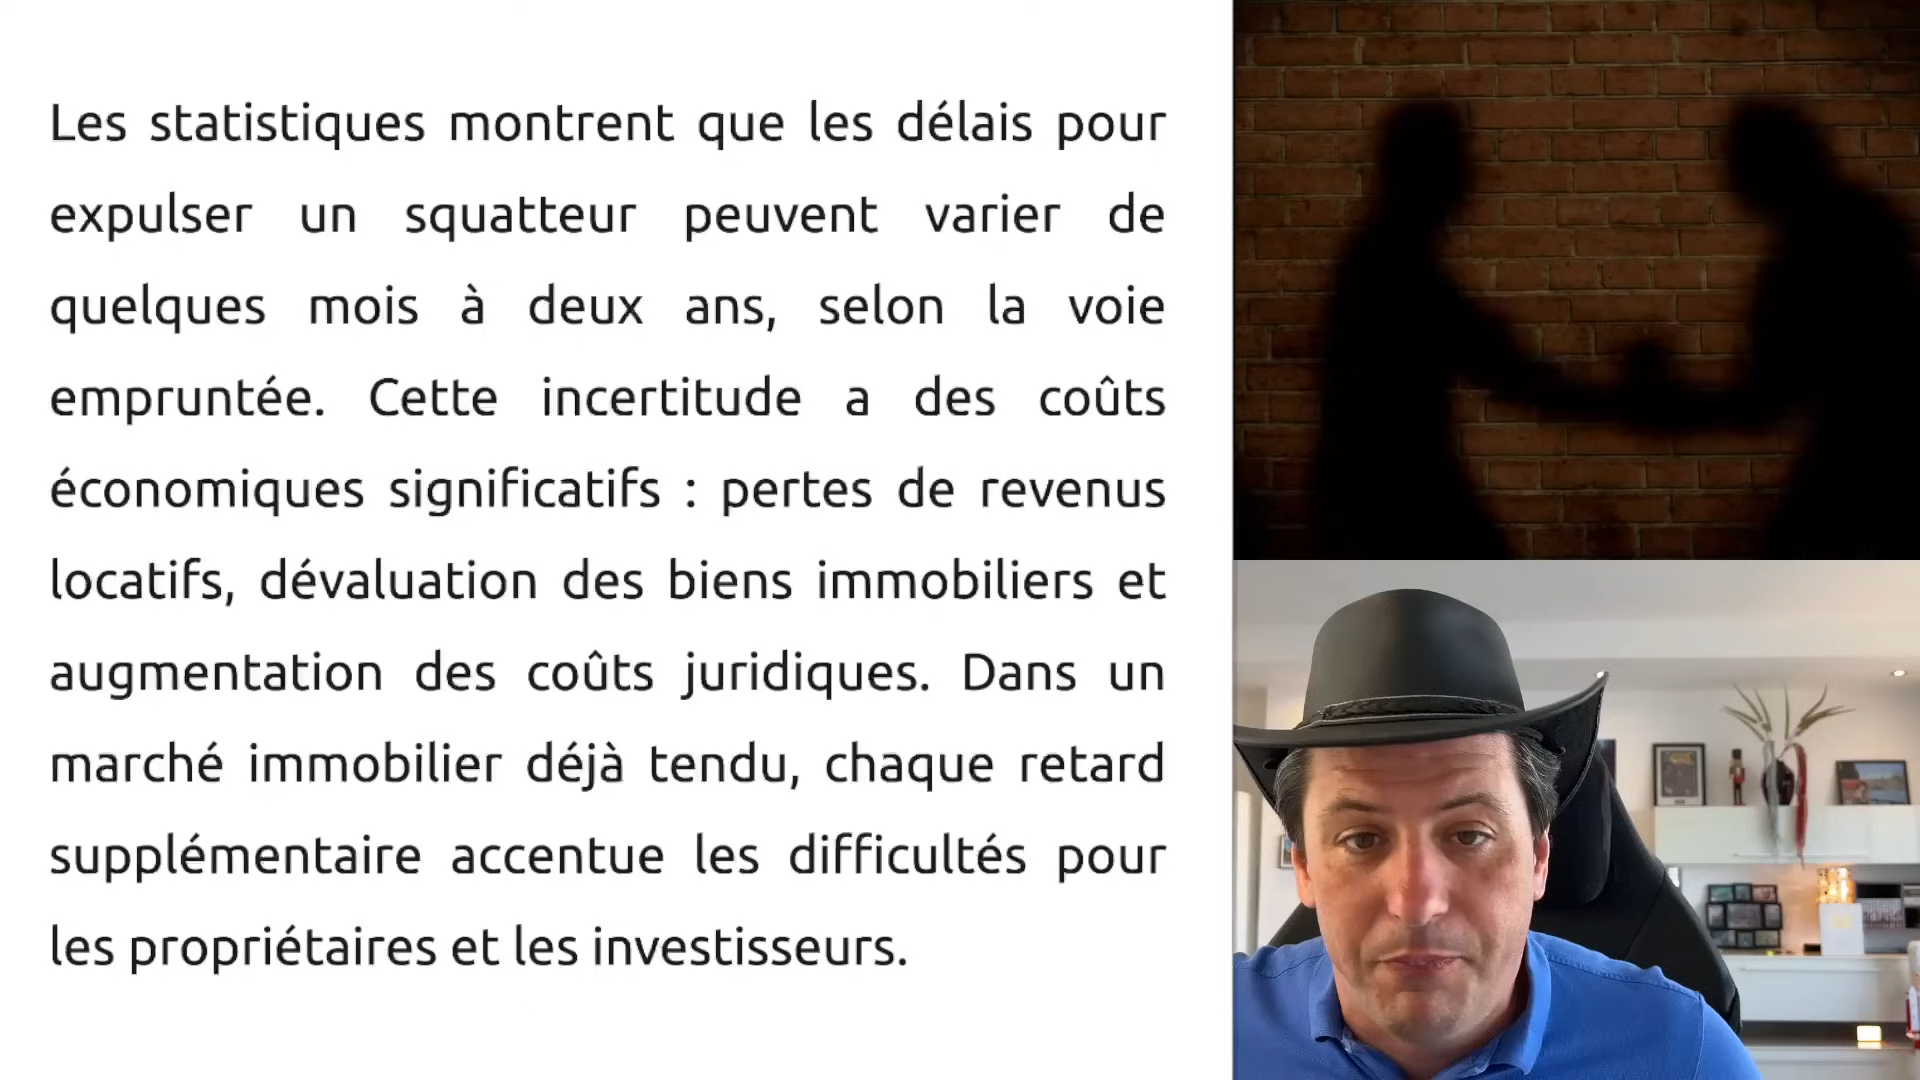 Les statistiques montrent que les délais pour
expulser un squatteur peuvent varier de
quelques mois à deux ans, selon la voie
empruntée. Cette incertitude a des coûts
économiques significatifs : pertes de revenus
locatifs, dévaluation des biens immobiliers et
augmentation des coûts juridiques. Dans un
marché immobilier déjà tendu, chaque retard
supplémentaire accentue les difficultés pour
les propriétaires et les investisseurs.